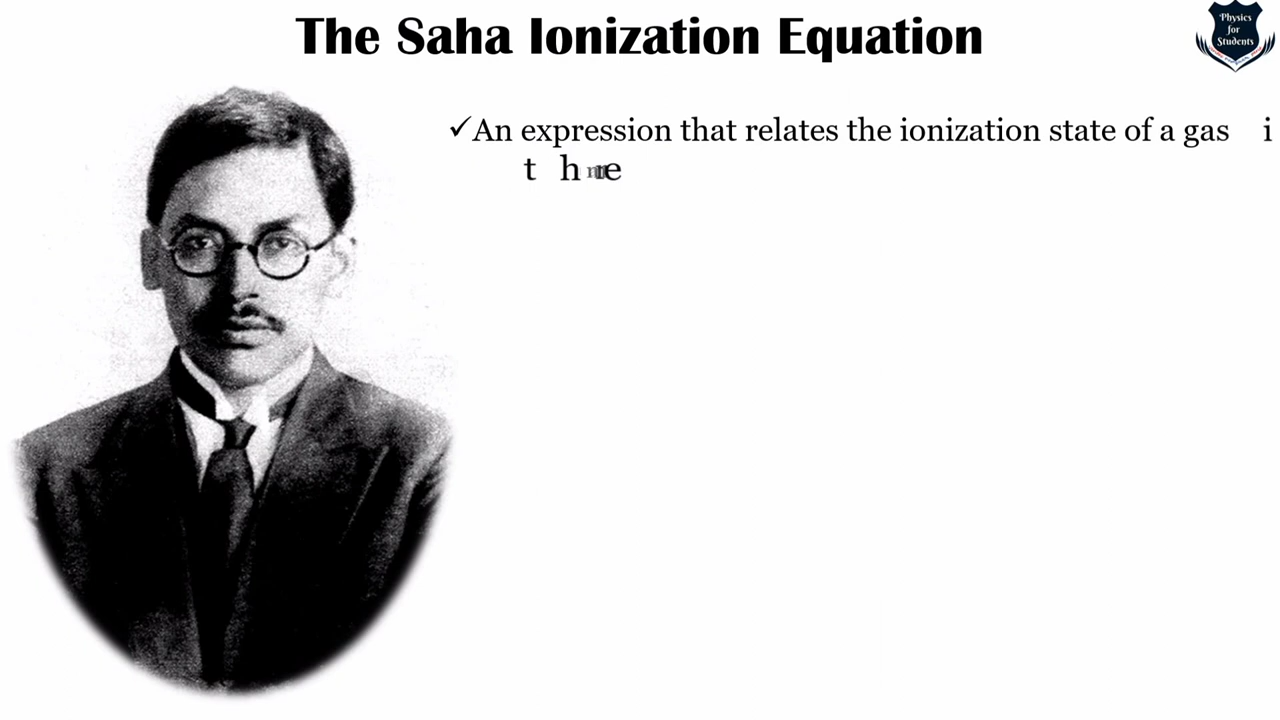 The Saha Ionization Equation
Physics
for
Students
✓An expression that relates the ionization state of a gas i